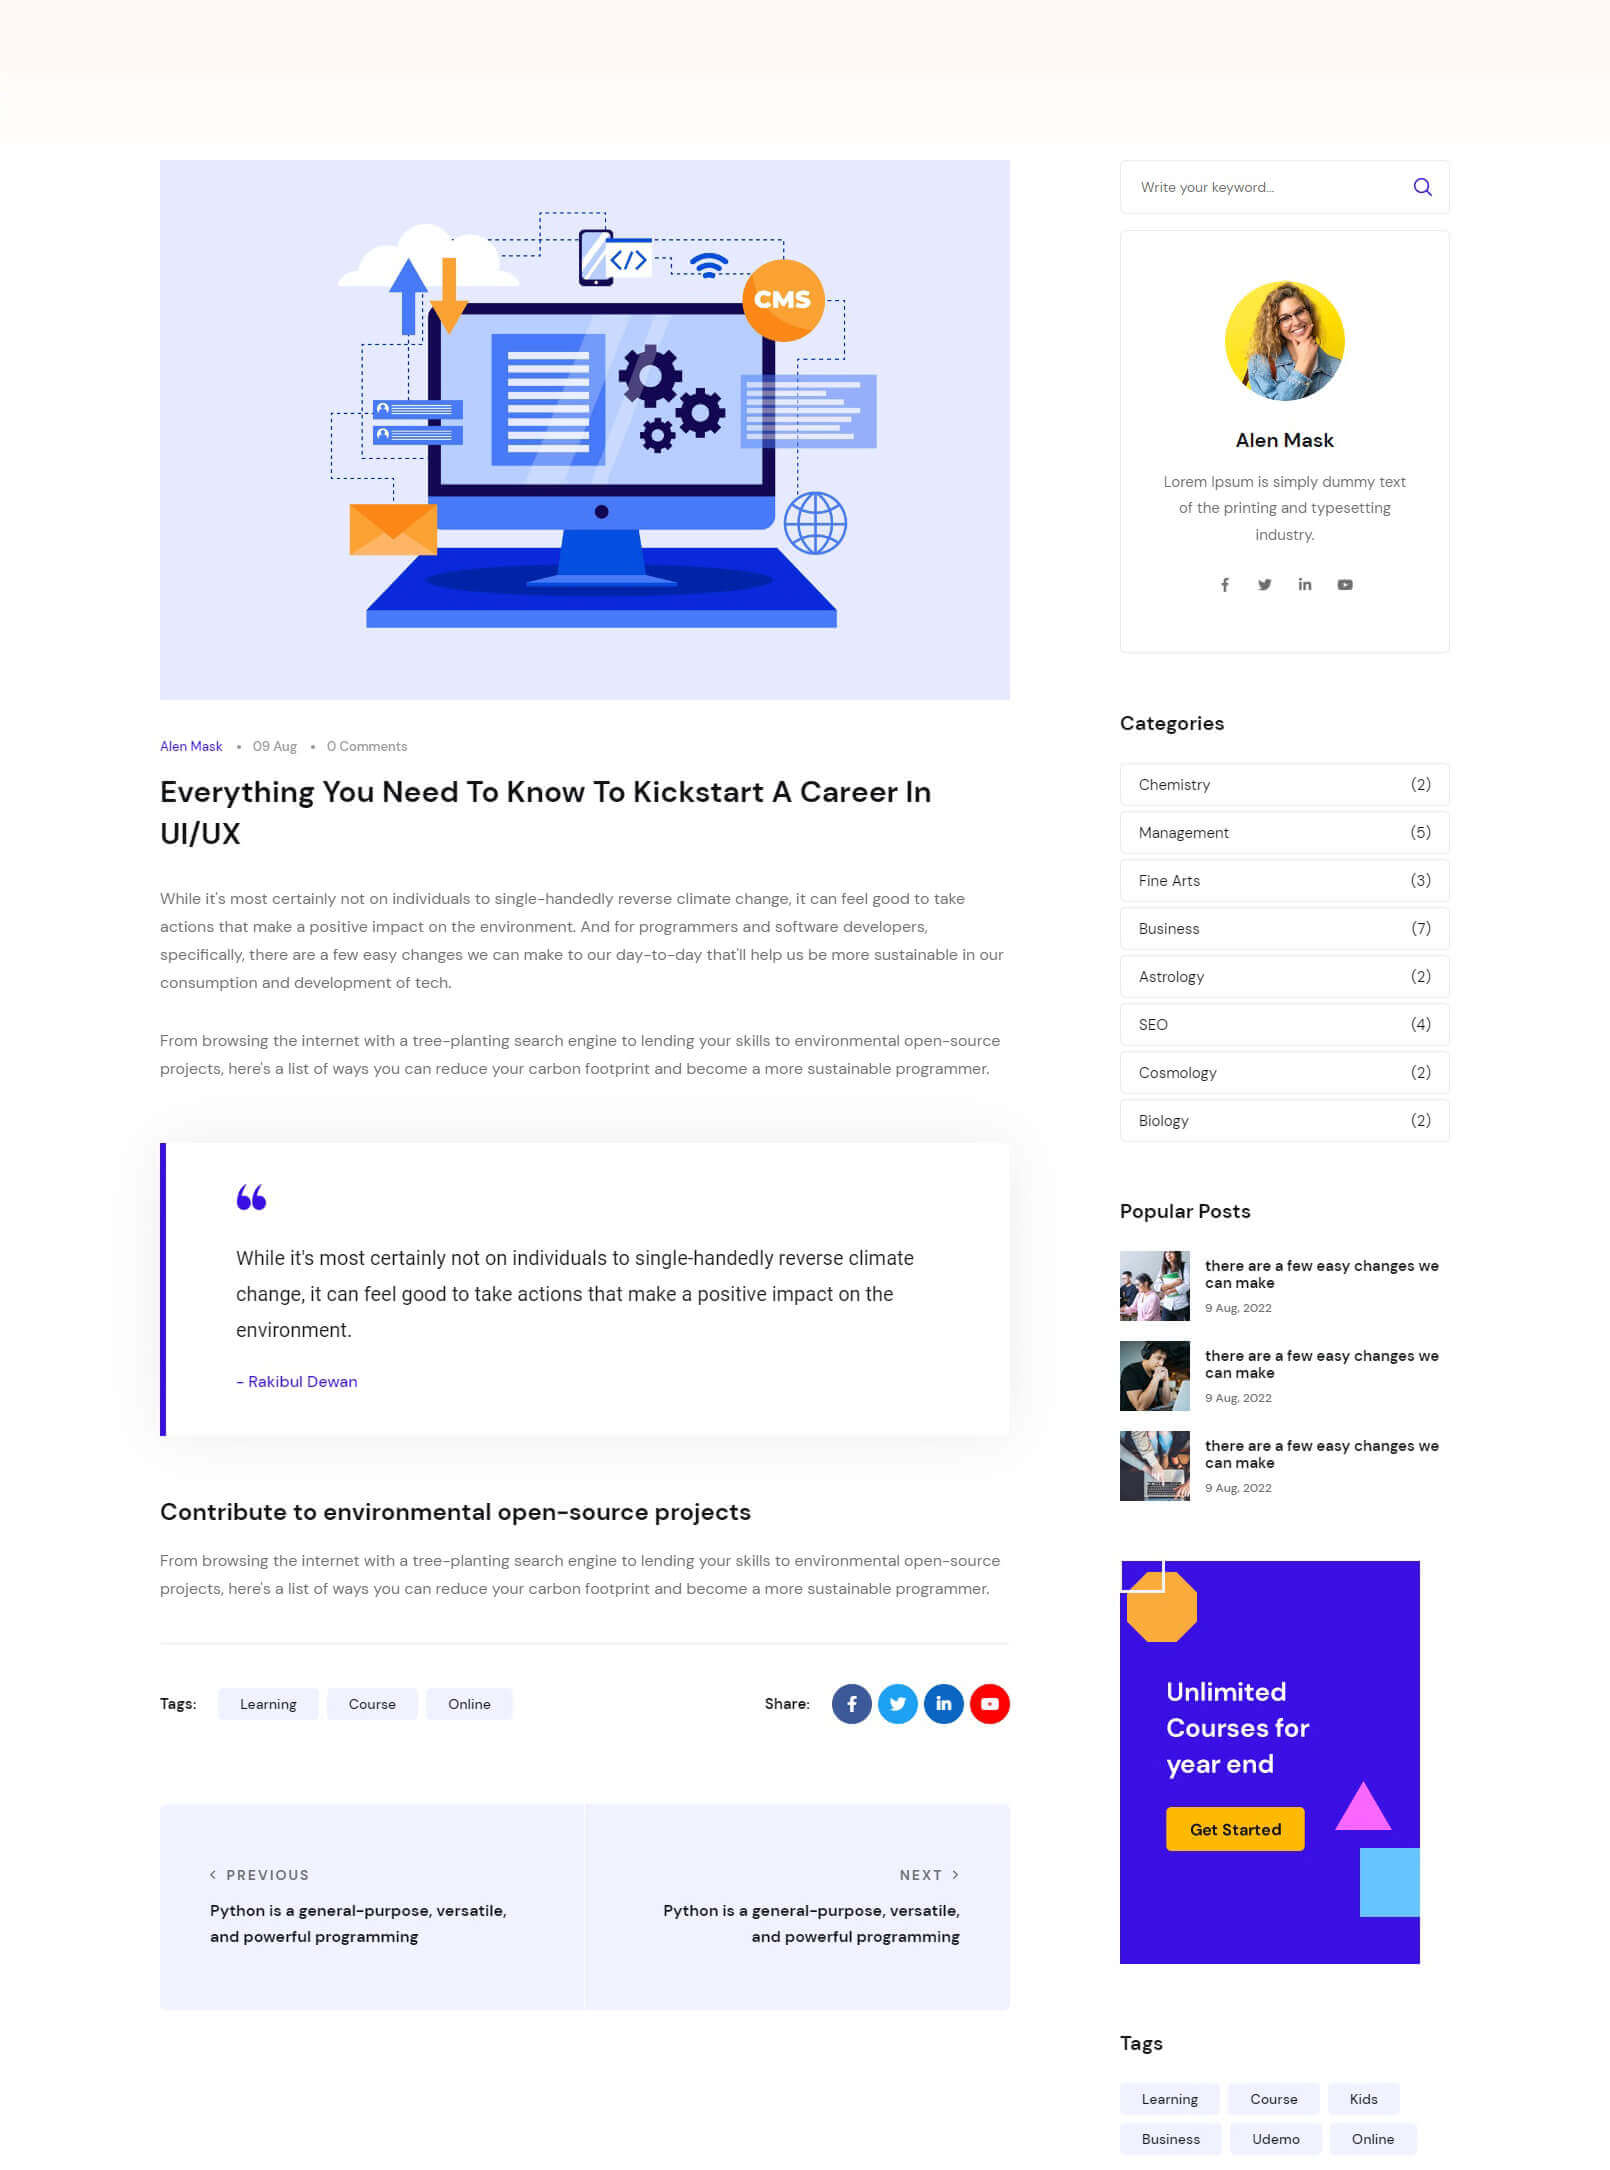 CMS
</>
Alen Mask • 09 Aug • 0 Comments
Everything You Need To Know To Kickstart A Career In
UI/UX
While it's most certainly not on individuals to single-handedly reverse climate change, it can feel good to take
actions that make a positive impact on the environment. And for programmers and software developers,
specifically, there are a few easy changes we can make to our day-to-day that'll help us be more sustainable in our
consumption and development of tech.
From browsing the internet with a tree-planting search engine to lending your skills to environmental open-source
projects, here's a list of ways you can reduce your carbon footprint and become a more sustainable programmer.
“
While it's most certainly not on individuals to single-handedly reverse climate
change, it can feel good to take actions that make a positive impact on the
environment.
- Rakibul Dewan
Contribute to environmental open-source projects
From browsing the internet with a tree-planting search engine to lending your skills to environmental open-source
projects, here's a list of ways you can reduce your carbon footprint and become a more sustainable programmer.
Tags: Learning Course Online
Share:
< PREVIOUS
Python is a general-purpose, versatile,
and powerful programming
NEXT >
Python is a general-purpose, versatile,
and powerful programming
Write your keyword...
Alen Mask
Lorem Ipsum is simply dummy text
of the printing and typesetting
industry.
Categories
Chemistry (2)
Management (5)
Fine Arts (3)
Business (7)
Astrology (2)
SEO (4)
Cosmology (2)
Biology (2)
Popular Posts
there are a few easy changes we
can make
9 Aug, 2022
there are a few easy changes we
can make
9 Aug, 2022
there are a few easy changes we
can make
9 Aug, 2022
Unlimited
Courses for
year end
Get Started
Tags
Learning Course Kids
Business Udemo Online